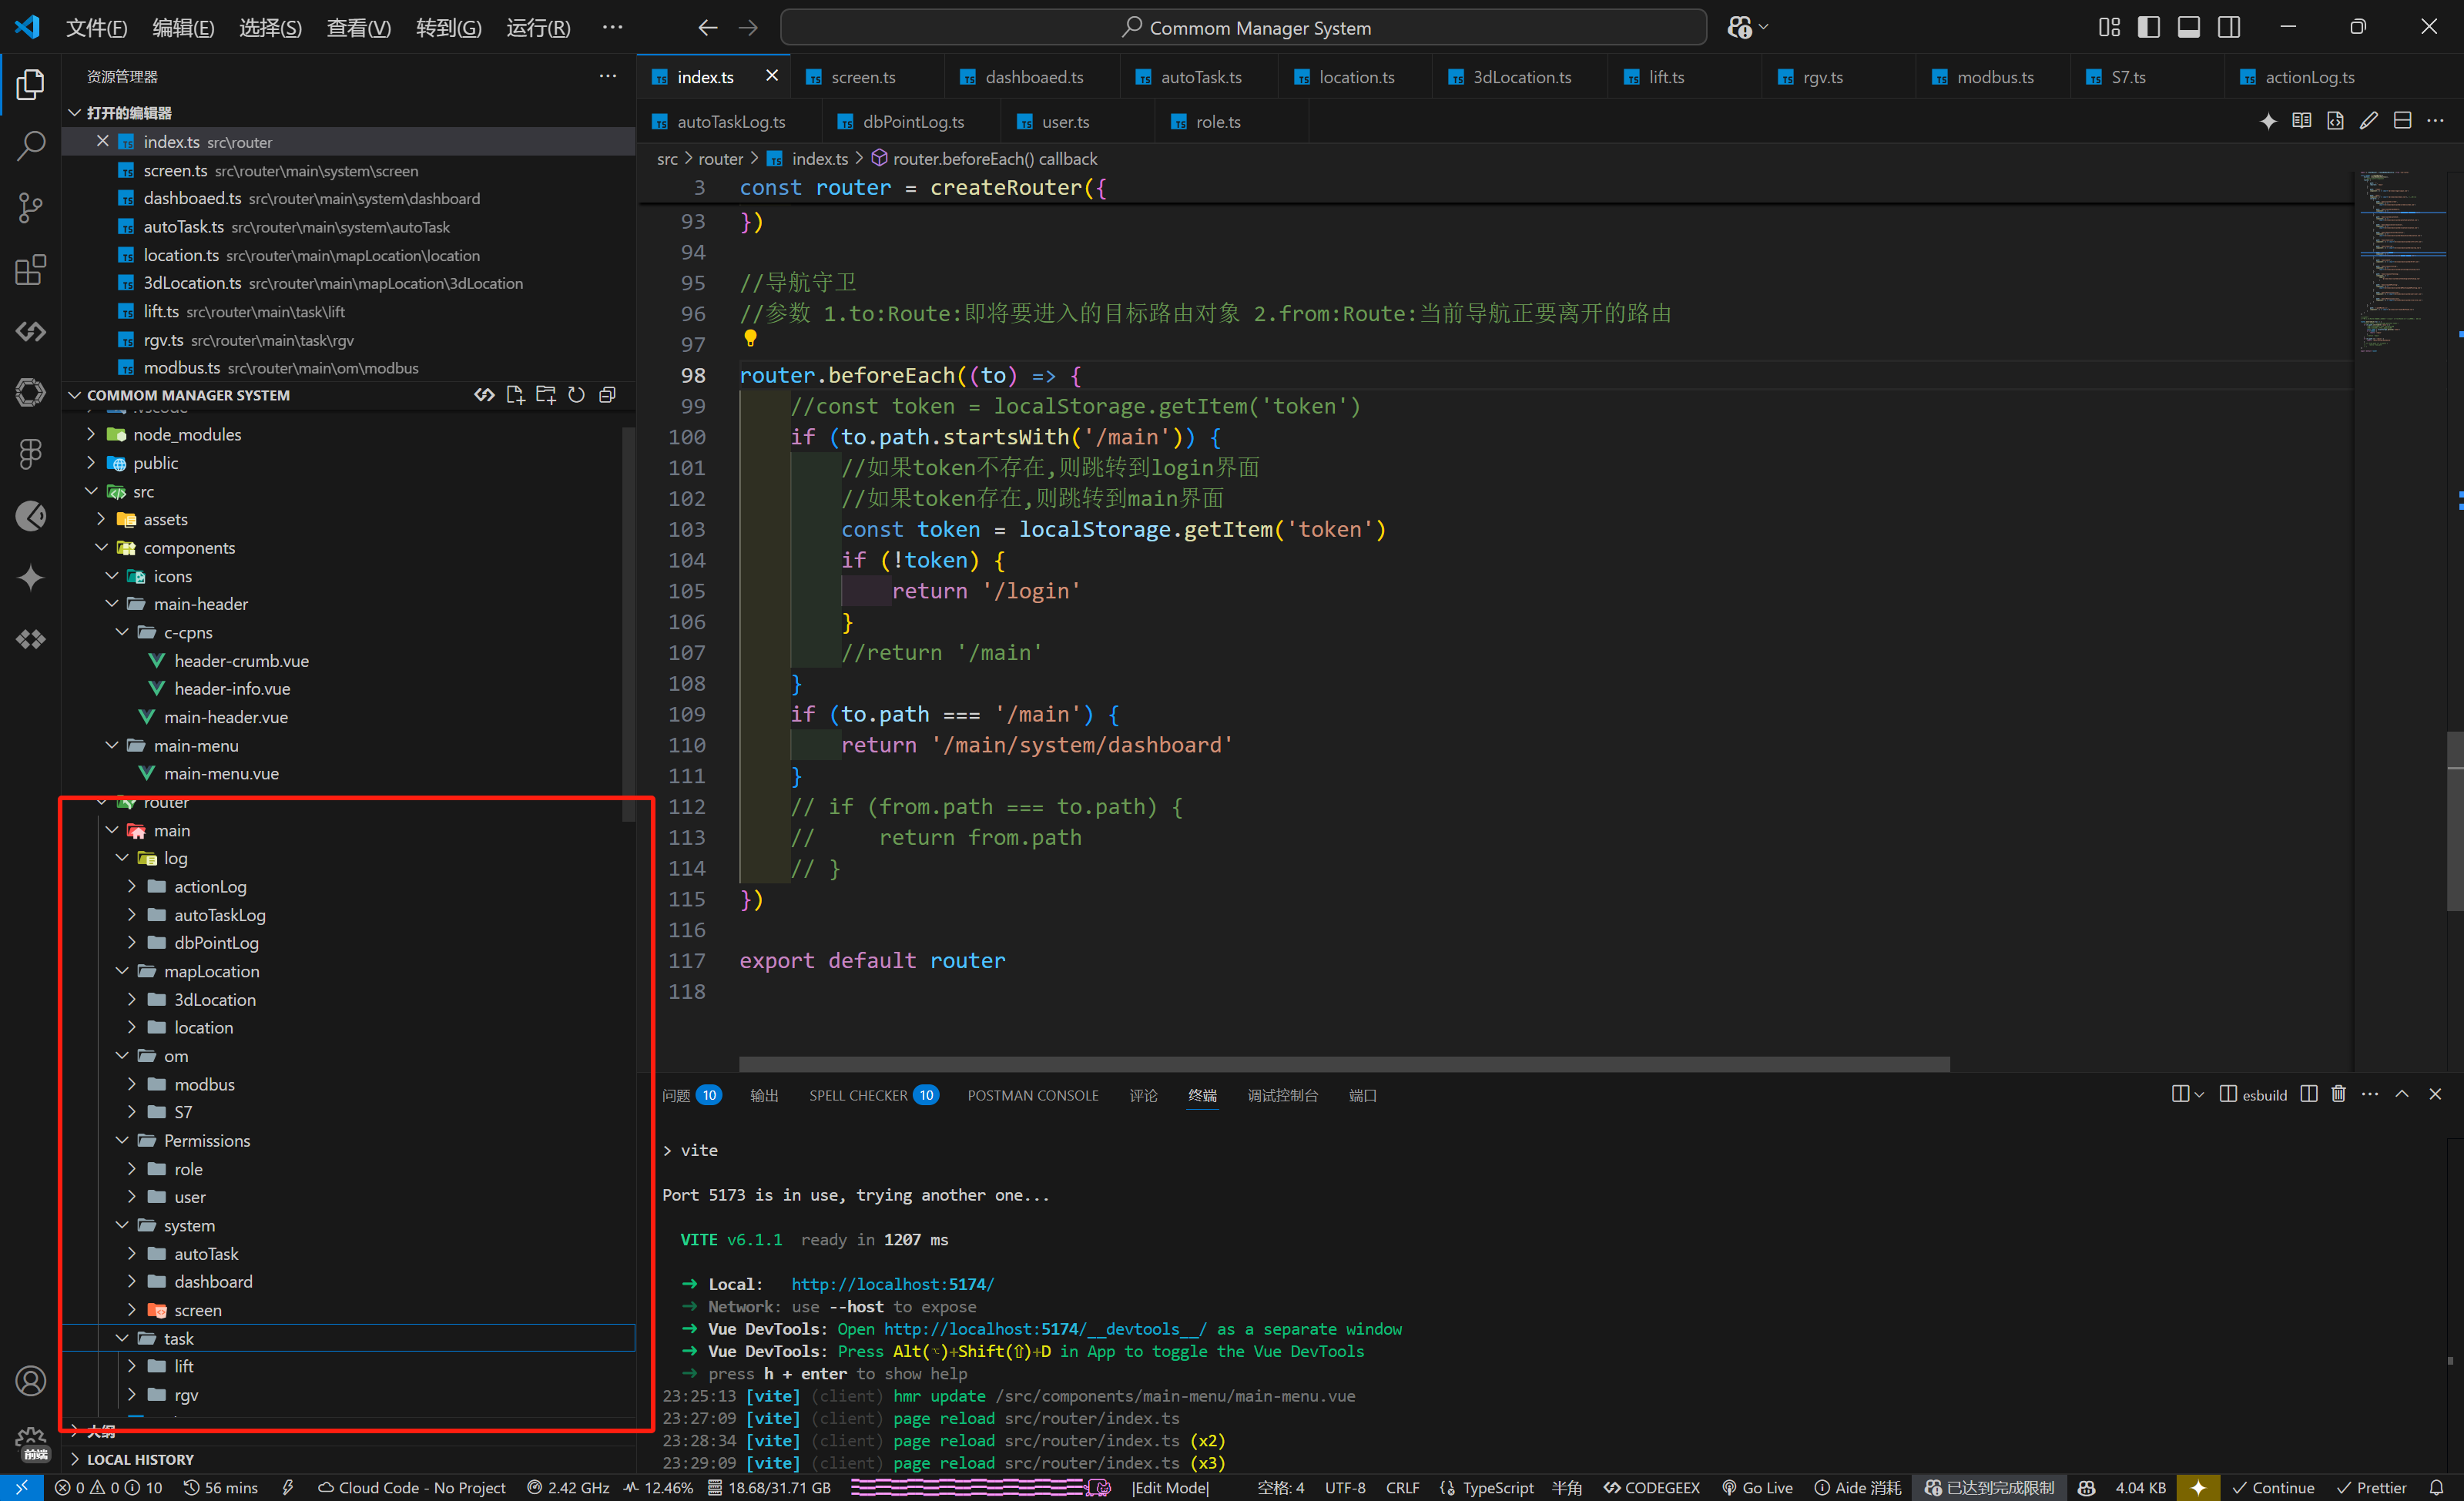 文件(F) 编辑(E) 选择(S) 查看(V) 转到(G) 运行(R) ··· Commom Manager System
资源管理器 ···
打开的编辑器
index.ts src\router
screen.ts src\router\main\system\screen
dashboaed.ts src\router\main\system\dashboard
autoTask.ts src\router\main\system\autoTask
location.ts src\router\main\mapLocation\location
3dLocation.ts src\router\main\mapLocation\3dLocation
lift.ts src\router\main\task\lift
rgv.ts src\router\main\task\rgv
modbus.ts src\router\main\om\modbus
COMMOM MANAGER SYSTEM
.vscode
node_modules
public
src
assets
components
icons
main-header
c-cpns
header-crumb.vue
header-info.vue
main-header.vue
main-menu
main-menu.vue
router
main
log
actionLog
autoTaskLog
dbPointLog
mapLocation
3dLocation
location
om
modbus
S7
Permissions
role
user
system
autoTask
dashboard
screen
task
lift
rgv
大纲
LOCAL HISTORY
前端
index.ts screen.ts dashboaed.ts autoTask.ts location.ts 3dLocation.ts lift.ts rgv.ts modbus.ts S7.ts actionLog.ts
autoTaskLog.ts dbPointLog.ts user.ts role.ts
src > router > index.ts > router.beforeEach() callback
3 const router = createRouter({
93 })
94
95 //导航守卫
96 //参数 1.to:Route:即将要进入的目标路由对象 2.from:Route:当前导航正要离开的路由
97
98 router.beforeEach((to) => {
99 //const token = localStorage.getItem('token')
100 if (to.path.startsWith('/main')) {
101 //如果token不存在,则跳转到login界面
102 //如果token存在,则跳转到main界面
103 const token = localStorage.getItem('token')
104 if (!token) {
105 return '/login'
106 }
107 //return '/main'
108 }
109 if (to.path === '/main') {
110 return '/main/system/dashboard'
111 }
112 // if (from.path === to.path) {
113 // return from.path
114 // }
115 })
116
117 export default router
118
问题 10 输出 SPELL CHECKER 10 POSTMAN CONSOLE 评论 终端 调试控制台 端口 esbuild
> vite
Port 5173 is in use, trying another one...
VITE v6.1.1 ready in 1207 ms
➜ Local: http://localhost:5174/
➜ Network: use --host to expose
➜ Vue DevTools: Open http://localhost:5174/__devtools__/ as a separate window
➜ Vue DevTools: Press Alt(⌥)+Shift(⇧)+D in App to toggle the Vue DevTools
➜ press h + enter to show help
23:25:13 [vite] (client) hmr update /src/components/main-menu/main-menu.vue
23:27:09 [vite] (client) page reload src/router/index.ts
23:28:34 [vite] (client) page reload src/router/index.ts (x2)
23:29:09 [vite] (client) page reload src/router/index.ts (x3)
0 0 10 56 mins Cloud Code - No Project 2.42 GHz 12.46% 18.68/31.71 GB |Edit Mode| 空格: 4 UTF-8 CRLF TypeScript 半角 CODEGEEX Go Live Aide 消耗 已达到完成限制 4.04 KB Continue Prettier